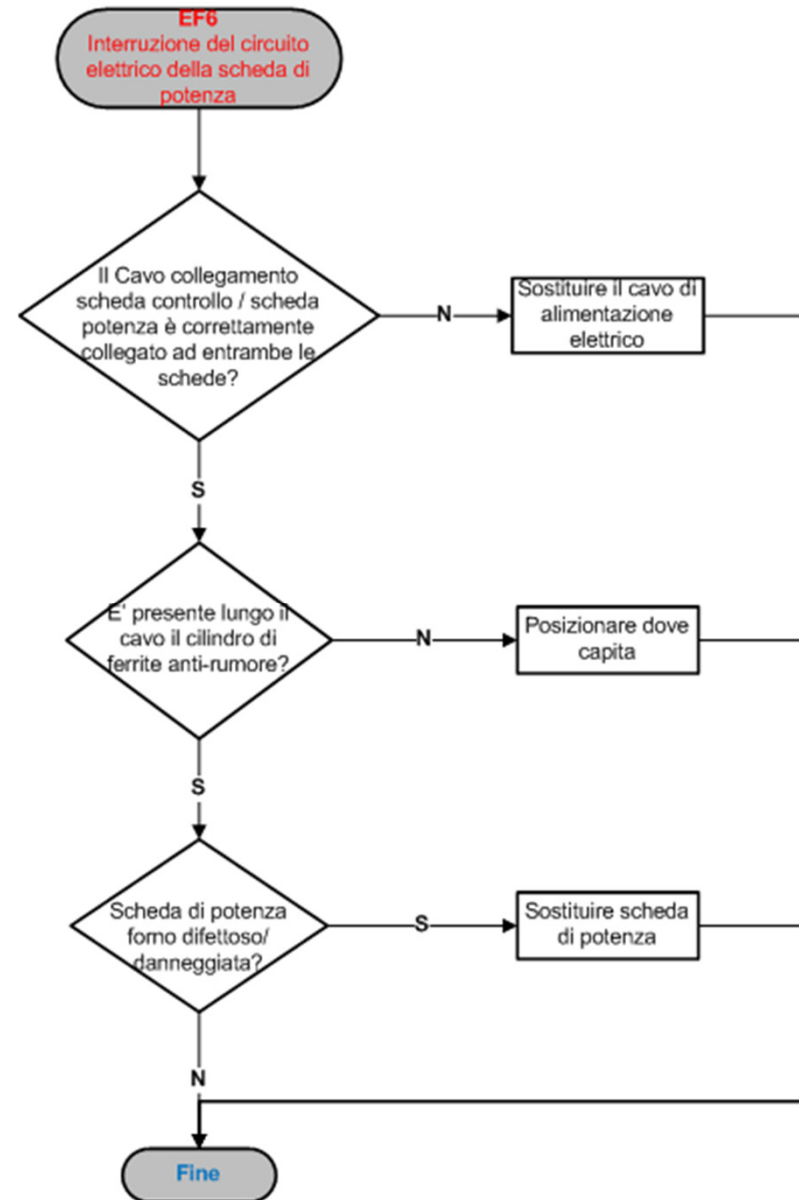 EF6
Interruzione del circuito
elettrico della scheda di
potenza
Il Cavo collegamento
scheda controllo / scheda
potenza è correttamente
collegato ad entrambe le
schede?
N
Sostituire il cavo di
alimentazione
elettrico
S
E' presente lungo il
cavo il cilindro di
ferrite anti-rumore?
N
Posizionare dove
capita
S
Scheda di potenza
forno difettoso/
danneggiata?
S
Sostituire scheda
di potenza
N
Fine